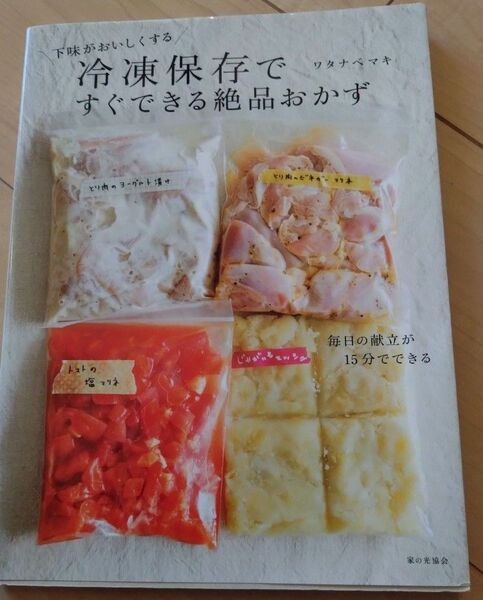 下味がおいしくする
冷凍保存で
ワタナベマキ
すぐできる絶品おかず
とり肉のヨーグルト漬け
とり肉のビネガーマリネ
毎日の献立が
15分でできる
じゃがいもマッシュ
トマトの
塩マリネ
家の光協会